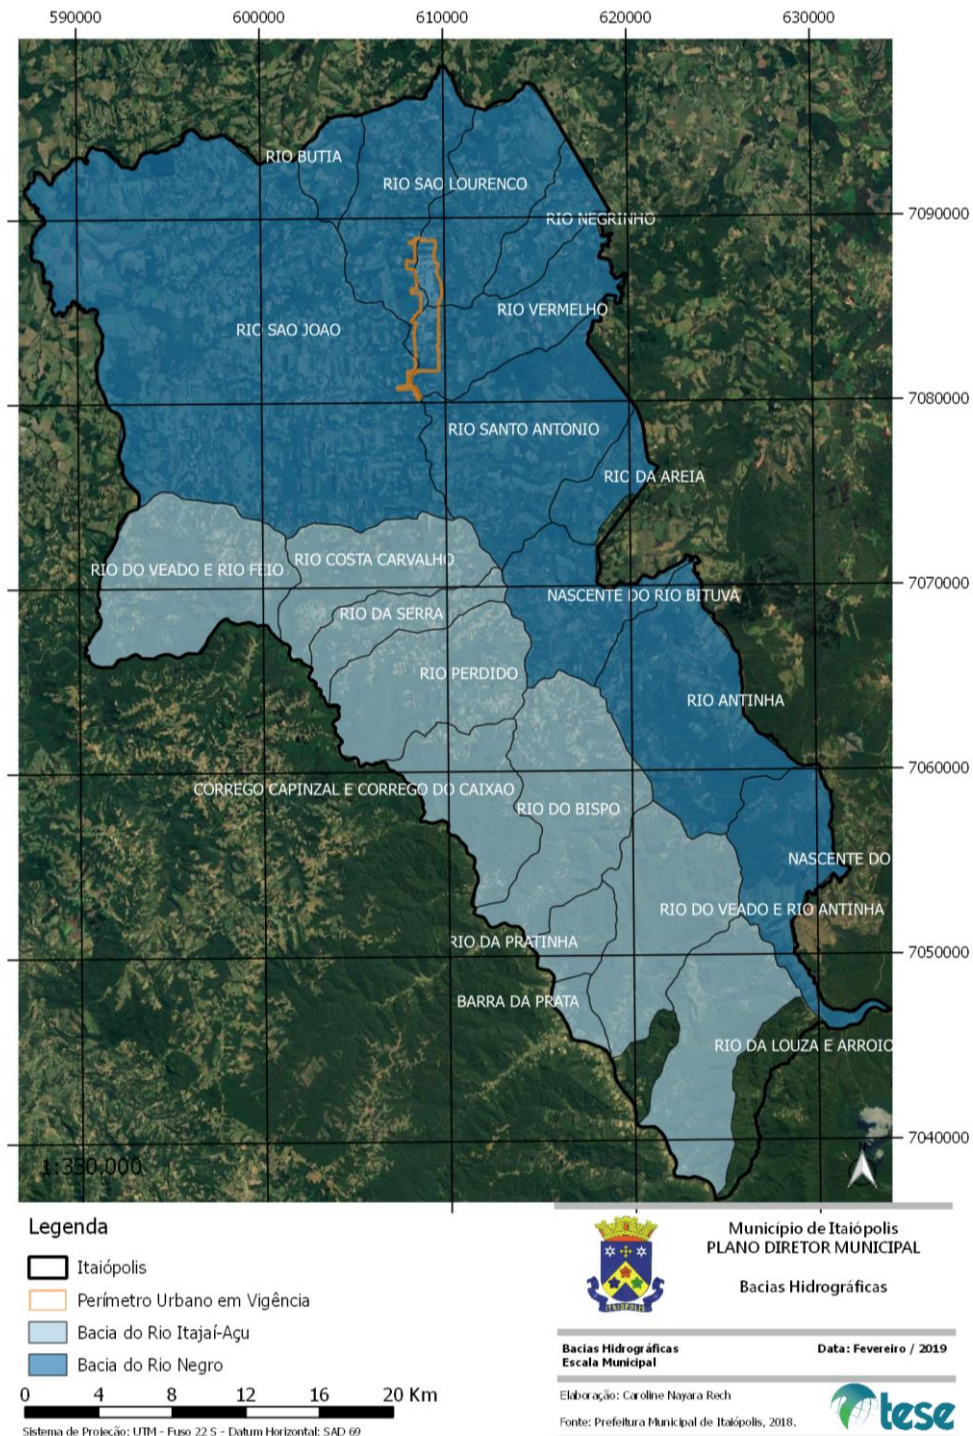 590000 600000 610000 620000 630000
RIO BUTIA
RIO SAO LOURENCO
7090000
RIO NEGRINHO
RIO VERMELHO
RIO SAO JOAO
7080000
RIO SANTO ANTONIO
RIO DA AREIA
RIO COSTA CARVALHO
RIO DO VEADO E RIO FEIO
7070000
NASCENTE DO RIO BITUVA
RIO DA SERRA
RIO PERDIDO
RIO ANTINHA
7060000
CORREGO CAPINZAL E CORREGO DO CAIXAO
RIO DO BISPO
NASCENTE DO
RIO DO VEADO E RIO ANTINHA
RIO DA PRATINHA
7050000
BARRA DA PRATA
RIO DA LOUZA E ARROIO
7040000
1:330,000
Legenda
Itaiópolis
Perímetro Urbano em Vigência
Bacia do Rio Itajaí-Açu
Bacia do Rio Negro
0 4 8 12 16 20 Km
Sistema de Projeção: UTM - Fuso 22 S - Datum Horizontal: SAD 69
Município de Itaiópolis
PLANO DIRETOR MUNICIPAL
Bacias Hidrográficas
ITAIÓPOLIS
Bacias Hidrográficas
Escala Municipal
Data: Fevereiro / 2019
Elaboração: Caroline Nayara Rech
Fonte: Prefeitura Municipal de Itaiópolis, 2018.
tese